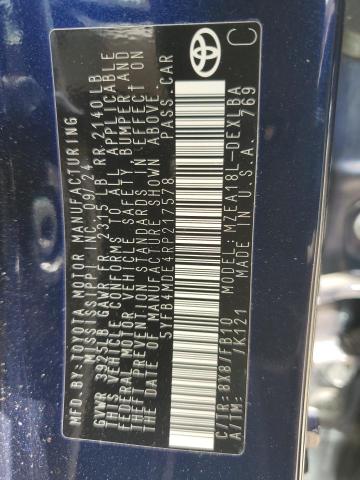 MFD.BY:TOYOTA MOTOR MANUFACTURING
MISSISSIPPI INC. 09/24
GVWR 3925LB GAWR FR 2315 LB RR 2140 LB
THIS VEHICLE CONFORMS TO ALL APPLICABLE
FEDERAL MOTOR VEHICLE SAFETY BUMPER, AND
THEFT PREVENTION STANDARDS IN EFFECT ON
THE DATE OF MANUFACTURE SHOWN ABOVE.
5YFB4MDE4RP217578 PASS.CAR
C/TR:8X8/FB10 MODEL:MZEA18L-DEXLBA
A/TM: /K121 U.S.A. 769
C